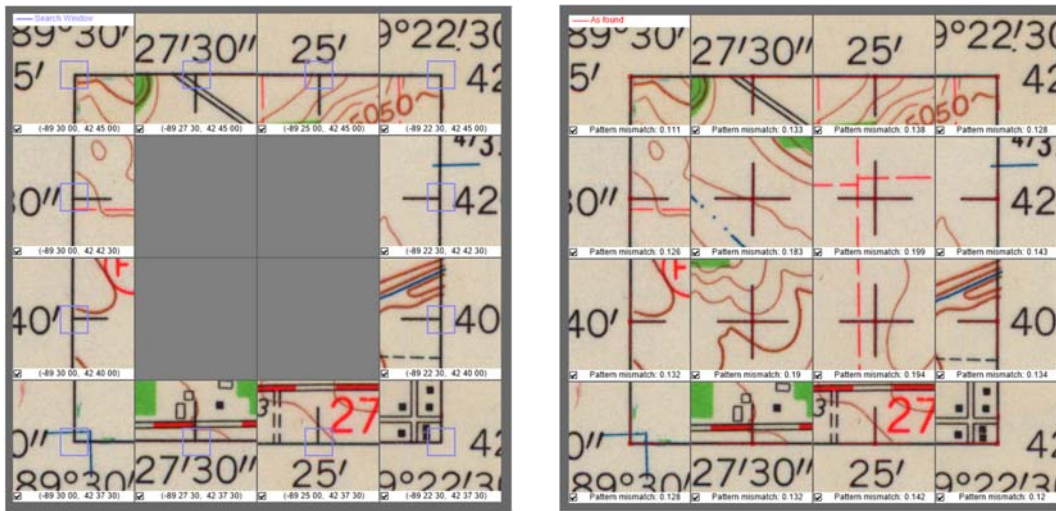 Search Window
89°30' 27'30" 25' 9°22'30
5' 42
5050
(-89 30 00, 42 45 00) (-89 27 30, 42 45 00) (-89 25 00, 42 45 00) (-89 22 30, 42 45 00)
473
30" 42
(-89 30 00, 42 42 30) (-89 22 30, 42 42 30)
40' 40
(-89 30 00, 42 40 00) (-89 22 30, 42 40 00)
3 27
0" 42
89°30' 27'30" 25' 9°22'30
(-89 30 00, 42 37 30) (-89 27 30, 42 37 30) (-89 25 00, 42 37 30) (-89 22 30, 42 37 30)
As found
89°30' 27'30" 25' 9°22'30
5' 42
5050
Pattern mismatch: 0.111 Pattern mismatch: 0.133 Pattern mismatch: 0.138 Pattern mismatch: 0.128
473
30" 42
Pattern mismatch: 0.126 Pattern mismatch: 0.183 Pattern mismatch: 0.199 Pattern mismatch: 0.143
40' 40
Pattern mismatch: 0.132 Pattern mismatch: 0.19 Pattern mismatch: 0.194 Pattern mismatch: 0.134
3 27
0" 42
89°30' 27'30" 25' 9°22'30
Pattern mismatch: 0.128 Pattern mismatch: 0.132 Pattern mismatch: 0.142 Pattern mismatch: 0.12